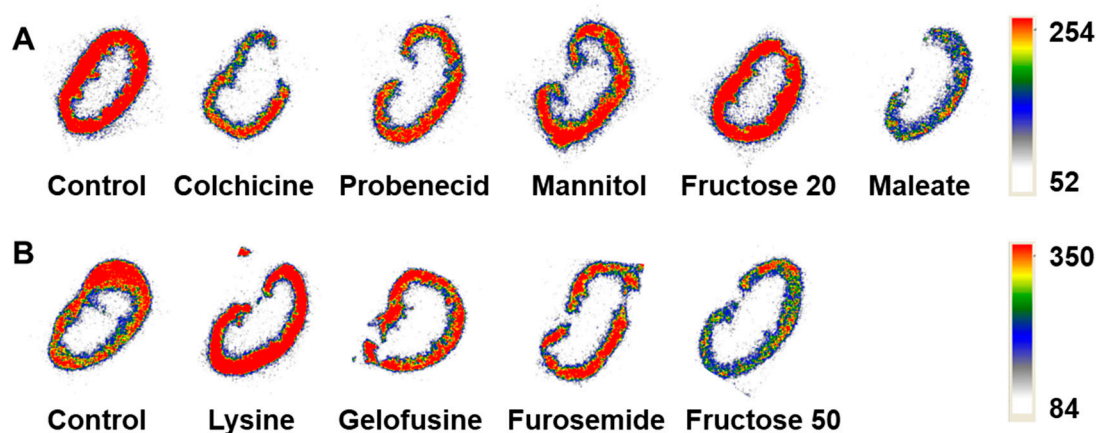 A
254
52
Control Colchicine Probenecid Mannitol Fructose 20 Maleate
B
350
84
Control Lysine Gelofusine Furosemide Fructose 50